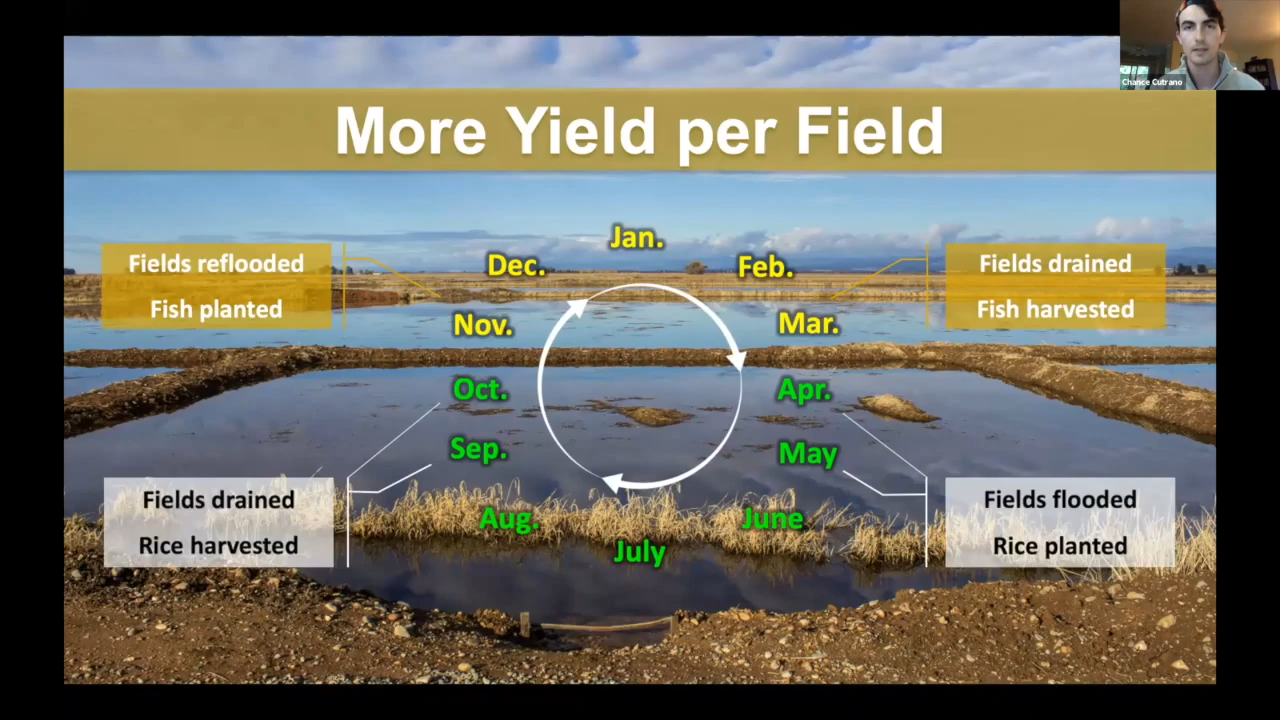 Chance Cutrano
More Yield per Field
Jan.
Dec.
Feb.
Fields reflooded
Fish planted
Fields drained
Fish harvested
Nov.
Mar.
Oct.
Apr.
Sep.
May
Fields drained
Rice harvested
Fields flooded
Rice planted
Aug.
June
July